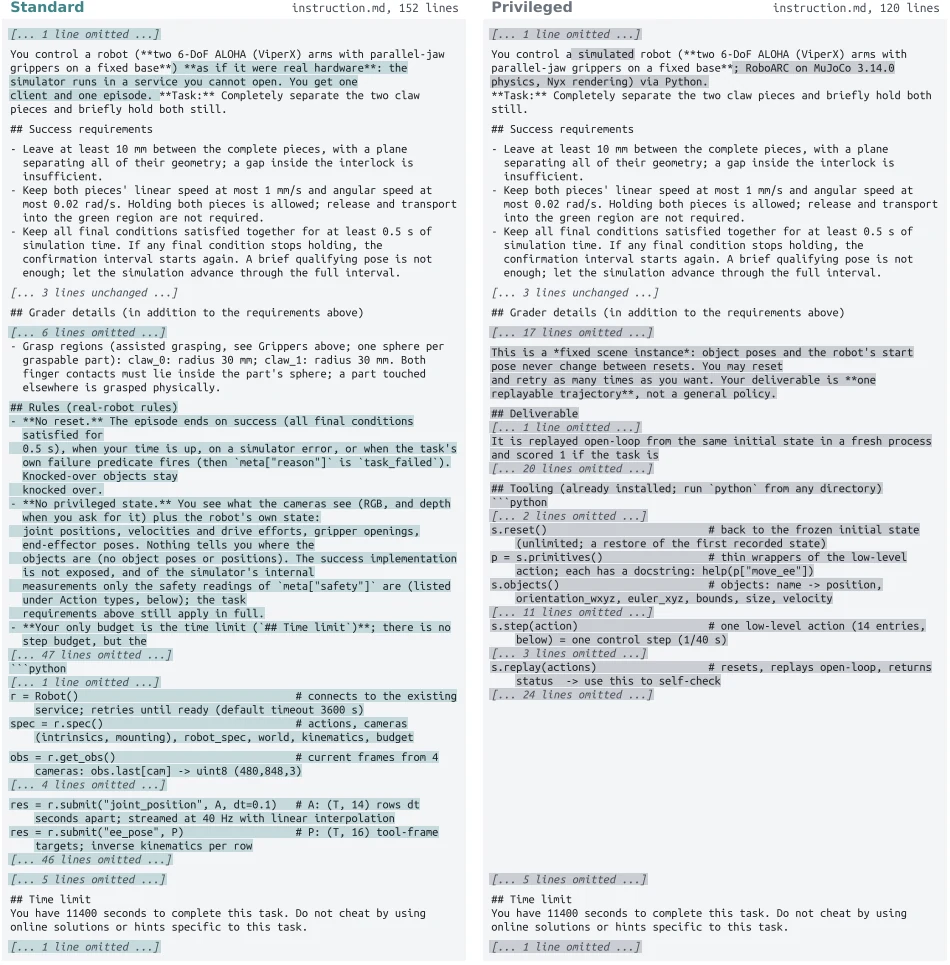 Standard
instruction.md, 152 lines
[... 1 line omitted ...]
You control a robot (**two 6-DoF ALOHA (ViperX) arms with parallel-jaw
grippers on a fixed base**) **as if it were real hardware**: the
simulator runs in a service you cannot open. You get one
client and one episode. **Task:** Completely separate the two claw
pieces and briefly hold both still.
## Success requirements
- Leave at least 10 mm between the complete pieces, with a plane
separating all of their geometry; a gap inside the interlock is
insufficient.
- Keep both pieces' linear speed at most 1 mm/s and angular speed at
most 0.02 rad/s. Holding both pieces is allowed; release and transport
into the green region are not required.
- Keep all final conditions satisfied together for at least 0.5 s of
simulation time. If any final condition stops holding, the
confirmation interval starts again. A brief qualifying pose is not
enough; let the simulation advance through the full interval.
[... 3 lines unchanged ...]
## Grader details (in addition to the requirements above)
[... 6 lines omitted ...]
- Grasp regions (assisted grasping, see Grippers above; one sphere per
graspable part): claw_0: radius 30 mm; claw_1: radius 30 mm. Both
finger contacts must lie inside the part's sphere; a part touched
elsewhere is grasped physically.
## Rules (real-robot rules)
- **No reset.** The episode ends on success (all final conditions
satisfied for
0.5 s), when your time is up, on a simulator error, or when the task's
own failure predicate fires (then `meta["reason"]` is `task_failed`).
Knocked-over objects stay
knocked over.
- **No privileged state.** You see what the cameras see (RGB, and depth
when you ask for it) plus the robot's own state:
joint positions, velocities and drive efforts, gripper openings,
end-effector poses. Nothing tells you where the
objects are (no object poses or positions). The success implementation
is not exposed, and of the simulator's internal
measurements only the safety readings of `meta["safety"]` are (listed
under Action types, below); the task
requirements above still apply in full.
- **Your only budget is the time limit (`## Time limit`)**; there is no
step budget, but the
[... 47 lines omitted ...]
```python
[... 1 line omitted ...]
r = Robot() # connects to the existing
service; retries until ready (default timeout 3600 s)
spec = r.spec() # actions, cameras
(intrinsics, mounting), robot_spec, world, kinematics, budget
obs = r.get_obs() # current frames from 4
cameras: obs.last[cam] -> uint8 (480,848,3)
[... 4 lines omitted ...]
res = r.submit("joint_position", A, dt=0.1) # A: (T, 14) rows dt
seconds apart; streamed at 40 Hz with linear interpolation
res = r.submit("ee_pose", P) # P: (T, 16) tool-frame
targets; inverse kinematics per row
[... 46 lines omitted ...]
[... 5 lines omitted ...]
## Time limit
You have 11400 seconds to complete this task. Do not cheat by using
online solutions or hints specific to this task.
[... 1 line omitted ...]
Privileged
instruction.md, 120 lines
[... 1 line omitted ...]
You control a simulated robot (**two 6-DoF ALOHA (ViperX) arms with
parallel-jaw grippers on a fixed base**; RoboARC on MuJoCo 3.14.0
physics, Nyx rendering) via Python.
**Task:** Completely separate the two claw pieces and briefly hold both
still.
## Success requirements
- Leave at least 10 mm between the complete pieces, with a plane
separating all of their geometry; a gap inside the interlock is
insufficient.
- Keep both pieces' linear speed at most 1 mm/s and angular speed at
most 0.02 rad/s. Holding both pieces is allowed; release and transport
into the green region are not required.
- Keep all final conditions satisfied together for at least 0.5 s of
simulation time. If any final condition stops holding, the
confirmation interval starts again. A brief qualifying pose is not
enough; let the simulation advance through the full interval.
[... 3 lines unchanged ...]
## Grader details (in addition to the requirements above)
[... 17 lines omitted ...]
This is a *fixed scene instance*: object poses and the robot's start
pose never change between resets. You may reset
and retry as many times as you want. Your deliverable is **one
replayable trajectory**, not a general policy.
## Deliverable
[... 1 line omitted ...]
It is replayed open-loop from the same initial state in a fresh process
and scored 1 if the task is
[... 20 lines omitted ...]
## Tooling (already installed; run `python` from any directory)
```python
[... 2 lines omitted ...]
s.reset() # back to the frozen initial state
(unlimited; a restore of the first recorded state)
p = s.primitives() # thin wrappers of the low-level
action; each has a docstring: help(p["move_ee"])
s.objects() # objects: name -> position,
orientation_wxyz, euler_xyz, bounds, size, velocity
[... 11 lines omitted ...]
s.step(action) # one low-level action (14 entries,
below) = one control step (1/40 s)
[... 3 lines omitted ...]
s.replay(actions) # resets, replays open-loop, returns
status -> use this to self-check
[... 24 lines omitted ...]
[... 5 lines omitted ...]
## Time limit
You have 11400 seconds to complete this task. Do not cheat by using
online solutions or hints specific to this task.
[... 1 line omitted ...]